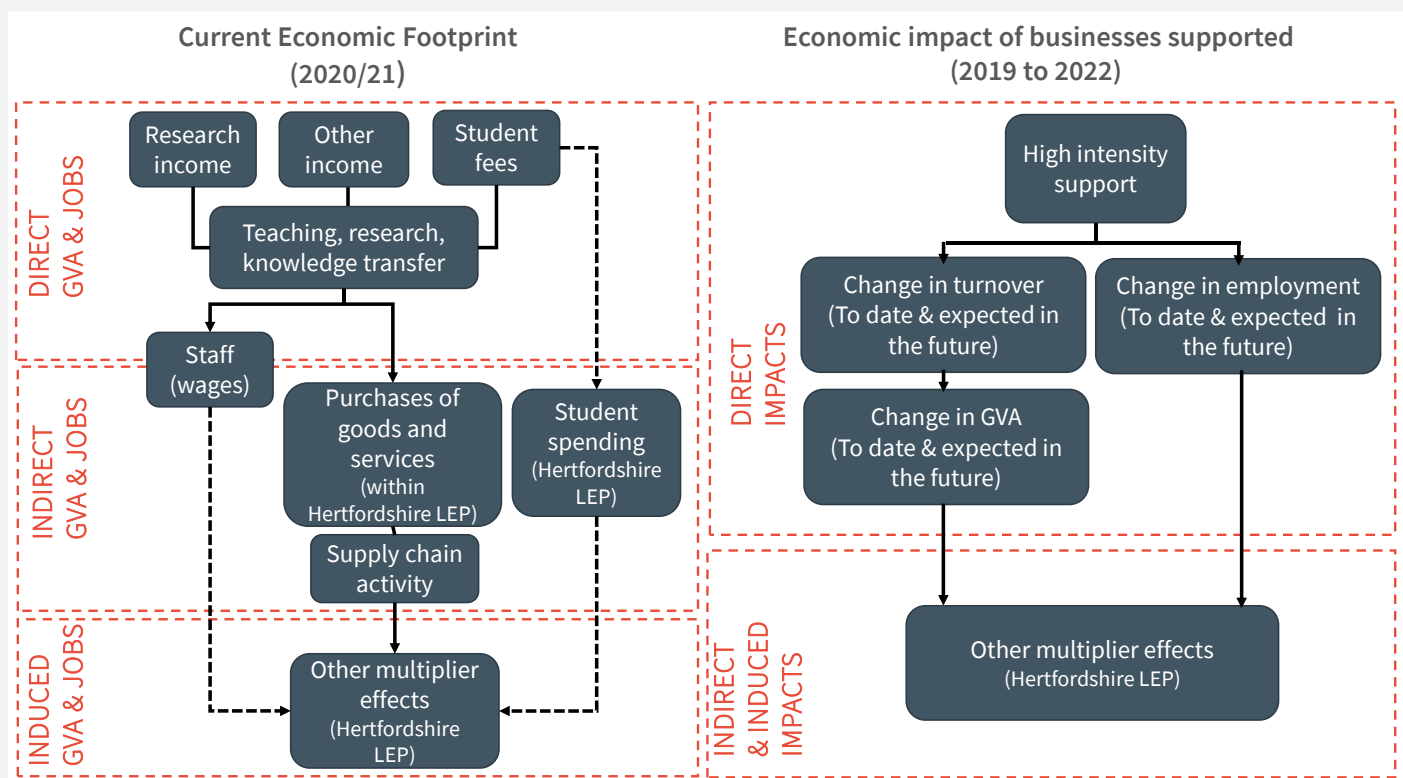 Current Economic Footprint
(2020/21)
DIRECT
GVA & JOBS
Research
income
Other
income
Student
fees
Teaching, research,
knowledge transfer
Staff
(wages)
INDIRECT
GVA & JOBS
Purchases of
goods and
services
(within
Hertfordshire LEP)
Student
spending
(Hertfordshire
LEP)
Supply chain
activity
INDUCED
GVA & JOBS
Other multiplier
effects
(Hertfordshire
LEP)
Economic impact of businesses supported
(2019 to 2022)
DIRECT
IMPACTS
High intensity
support
Change in turnover
(To date & expected in
the future)
Change in employment
(To date & expected in
the future)
Change in GVA
(To date & expected in
the future)
INDIRECT
& INDUCED
IMPACTS
Other multiplier effects
(Hertfordshire LEP)